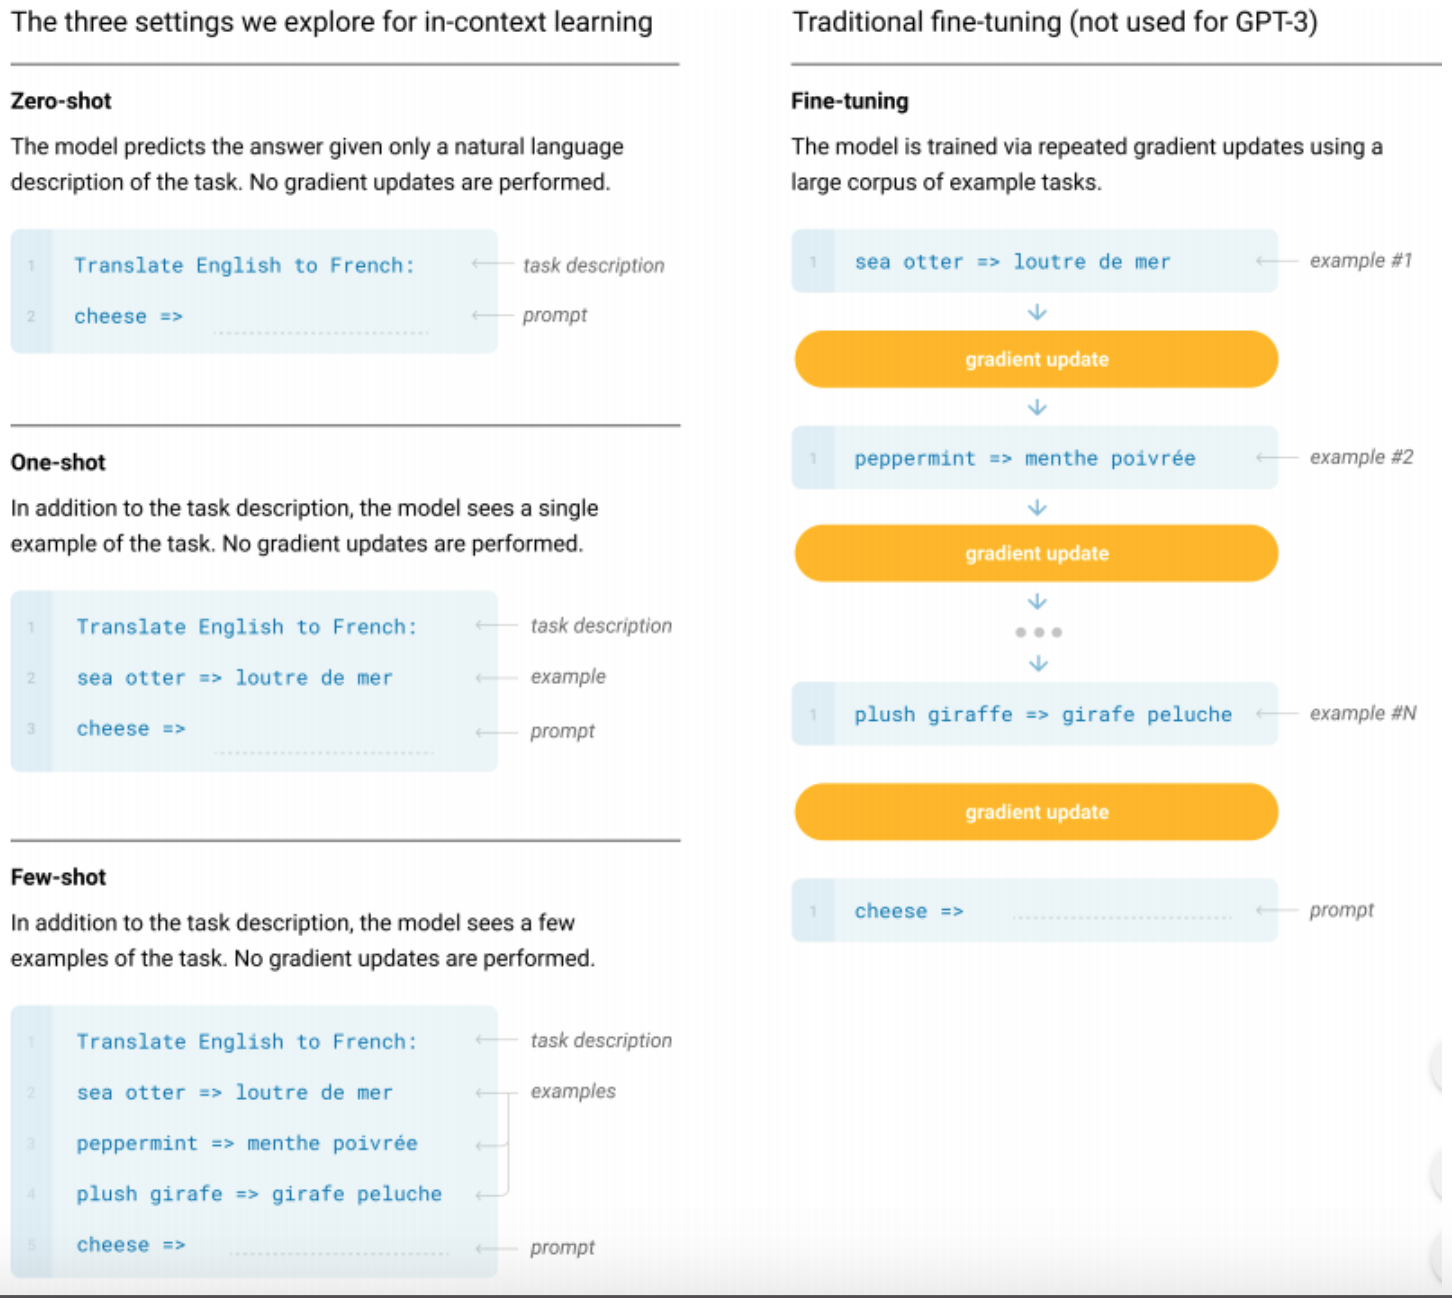 The three settings we explore for in-context learning
Zero-shot
The model predicts the answer given only a natural language
description of the task. No gradient updates are performed.
1 Translate English to French: task description
2 cheese => prompt
One-shot
In addition to the task description, the model sees a single
example of the task. No gradient updates are performed.
1 Translate English to French: task description
2 sea otter => loutre de mer example
3 cheese => prompt
Few-shot
In addition to the task description, the model sees a few
examples of the task. No gradient updates are performed.
1 Translate English to French: task description
2 sea otter => loutre de mer examples
3 peppermint => menthe poivrée
4 plush girafe => girafe peluche
5 cheese => prompt
Traditional fine-tuning (not used for GPT-3)
Fine-tuning
The model is trained via repeated gradient updates using a
large corpus of example tasks.
1 sea otter => loutre de mer example #1
gradient update
1 peppermint => menthe poivrée example #2
gradient update
1 plush giraffe => girafe peluche example #N
gradient update
1 cheese => prompt